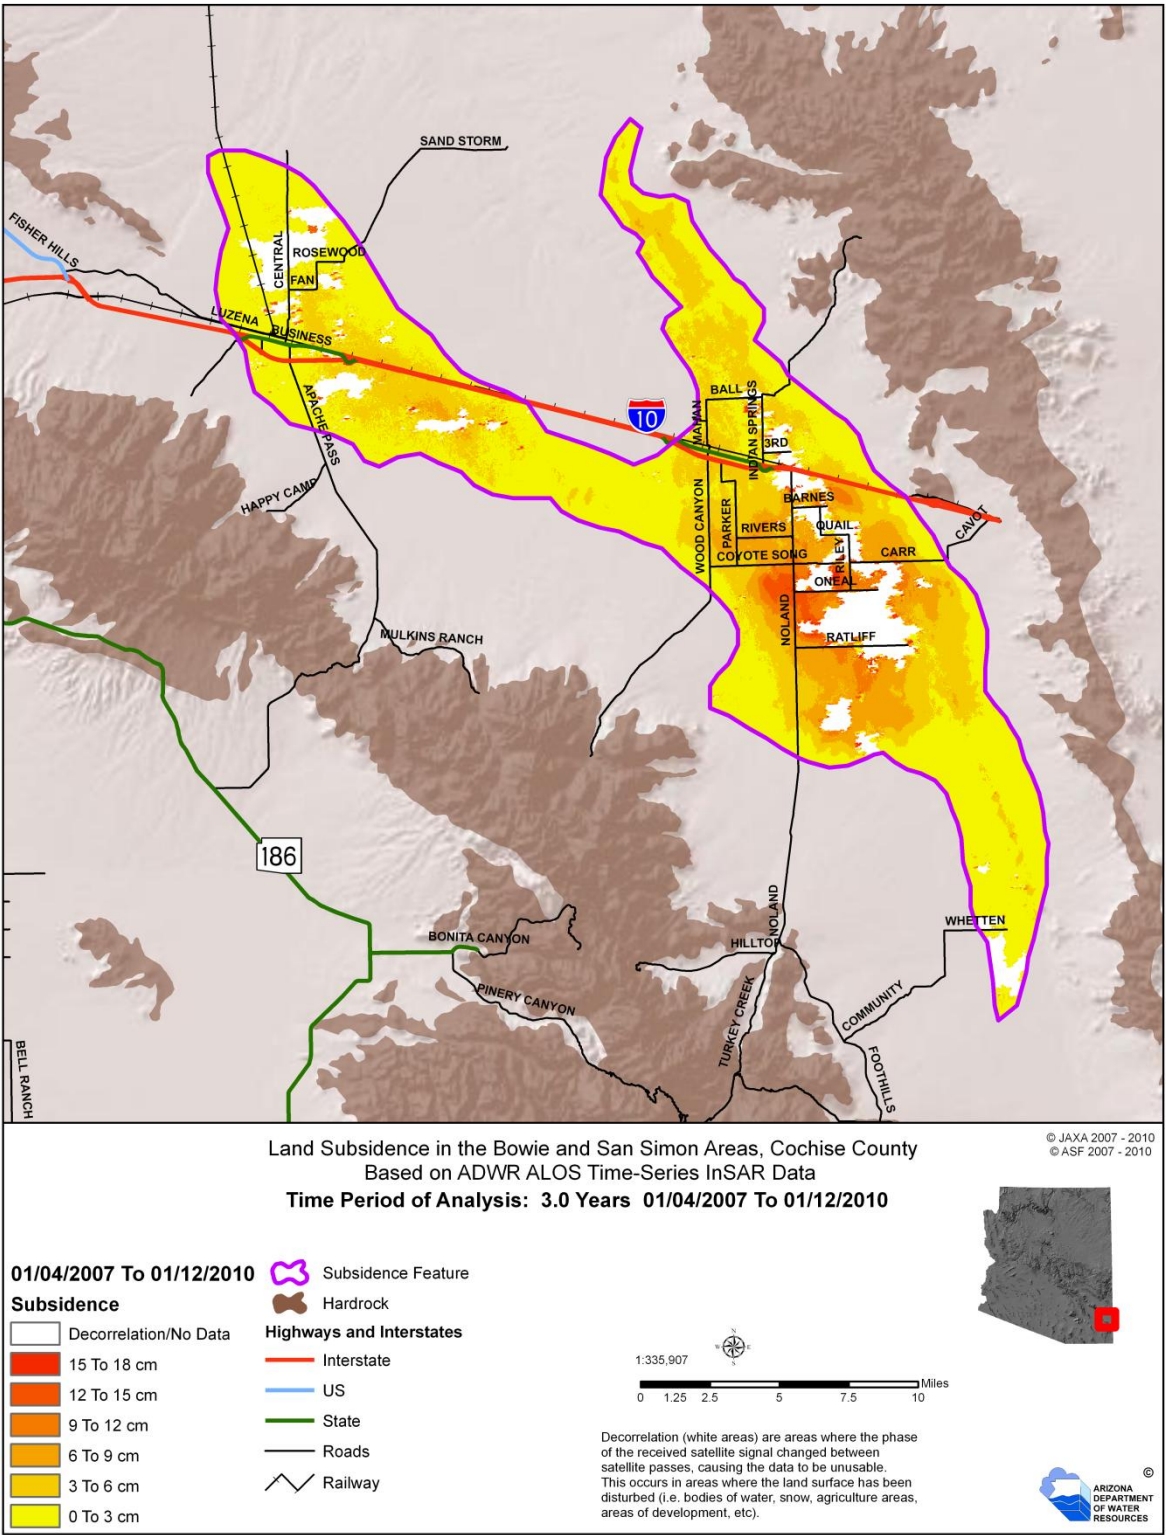 SAND STORM
FISHER HILLS
CENTRAL
ROSEWOOD
FAN
LUZENA
BUSINESS
APACHE PASS
HAPPY CAMP
MULKINS RANCH
10
BALL
MAHAN
INDIAN SPRINGS
3RD
BARNES
WOOD CANYON
PARKER
RIVERS
QUAIL
CAVOT
COYOTE SONG
RILEY
CARR
ONEAL
NOLAND
RATLIFF
186
BONITA CANYON
PINERY CANYON
NOLAND
HILLTOP
WHETTEN
TURKEY CREEK
COMMUNITY
FOOTHILLS
BELL RANCH
Land Subsidence in the Bowie and San Simon Areas, Cochise County
Based on ADWR ALOS Time-Series InSAR Data
Time Period of Analysis: 3.0 Years 01/04/2007 To 01/12/2010
© JAXA 2007 - 2010
© ASF 2007 - 2010
01/04/2007 To 01/12/2010
Subsidence
Decorrelation/No Data
15 To 18 cm
12 To 15 cm
9 To 12 cm
6 To 9 cm
3 To 6 cm
0 To 3 cm
Subsidence Feature
Hardrock
Highways and Interstates
Interstate
US
State
Roads
Railway
N
W E
S
1:335,907
Miles
0 1.25 2.5 5 7.5 10
Decorrelation (white areas) are areas where the phase
of the received satellite signal changed between
satellite passes, causing the data to be unusable.
This occurs in areas where the land surface has been
disturbed (i.e. bodies of water, snow, agriculture areas,
areas of development, etc).
©
ARIZONA
DEPARTMENT
OF WATER
RESOURCES